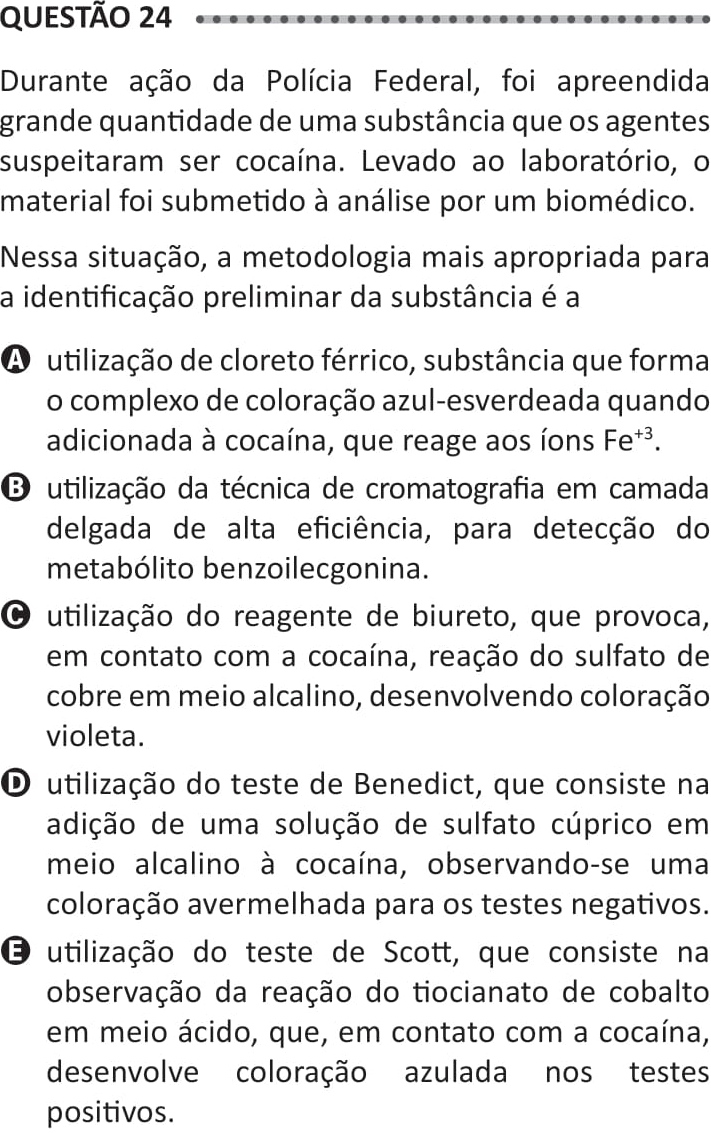 QUESTÃO 24
Durante ação da Polícia Federal, foi apreendida
grande quantidade de uma substância que os agentes
suspeitaram ser cocaína. Levado ao laboratório, o
material foi submetido à análise por um biomédico.
Nessa situação, a metodologia mais apropriada para
a identificação preliminar da substância é a
A utilização de cloreto férrico, substância que forma
o complexo de coloração azul-esverdeada quando
adicionada à cocaína, que reage aos íons Fe⁺³.
B utilização da técnica de cromatografia em camada
delgada de alta eficiência, para detecção do
metabólito benzoilecgonina.
C utilização do reagente de biureto, que provoca,
em contato com a cocaína, reação do sulfato de
cobre em meio alcalino, desenvolvendo coloração
violeta.
D utilização do teste de Benedict, que consiste na
adição de uma solução de sulfato cúprico em
meio alcalino à cocaína, observando-se uma
coloração avermelhada para os testes negativos.
E utilização do teste de Scott, que consiste na
observação da reação do tiocianato de cobalto
em meio ácido, que, em contato com a cocaína,
desenvolve coloração azulada nos testes
positivos.